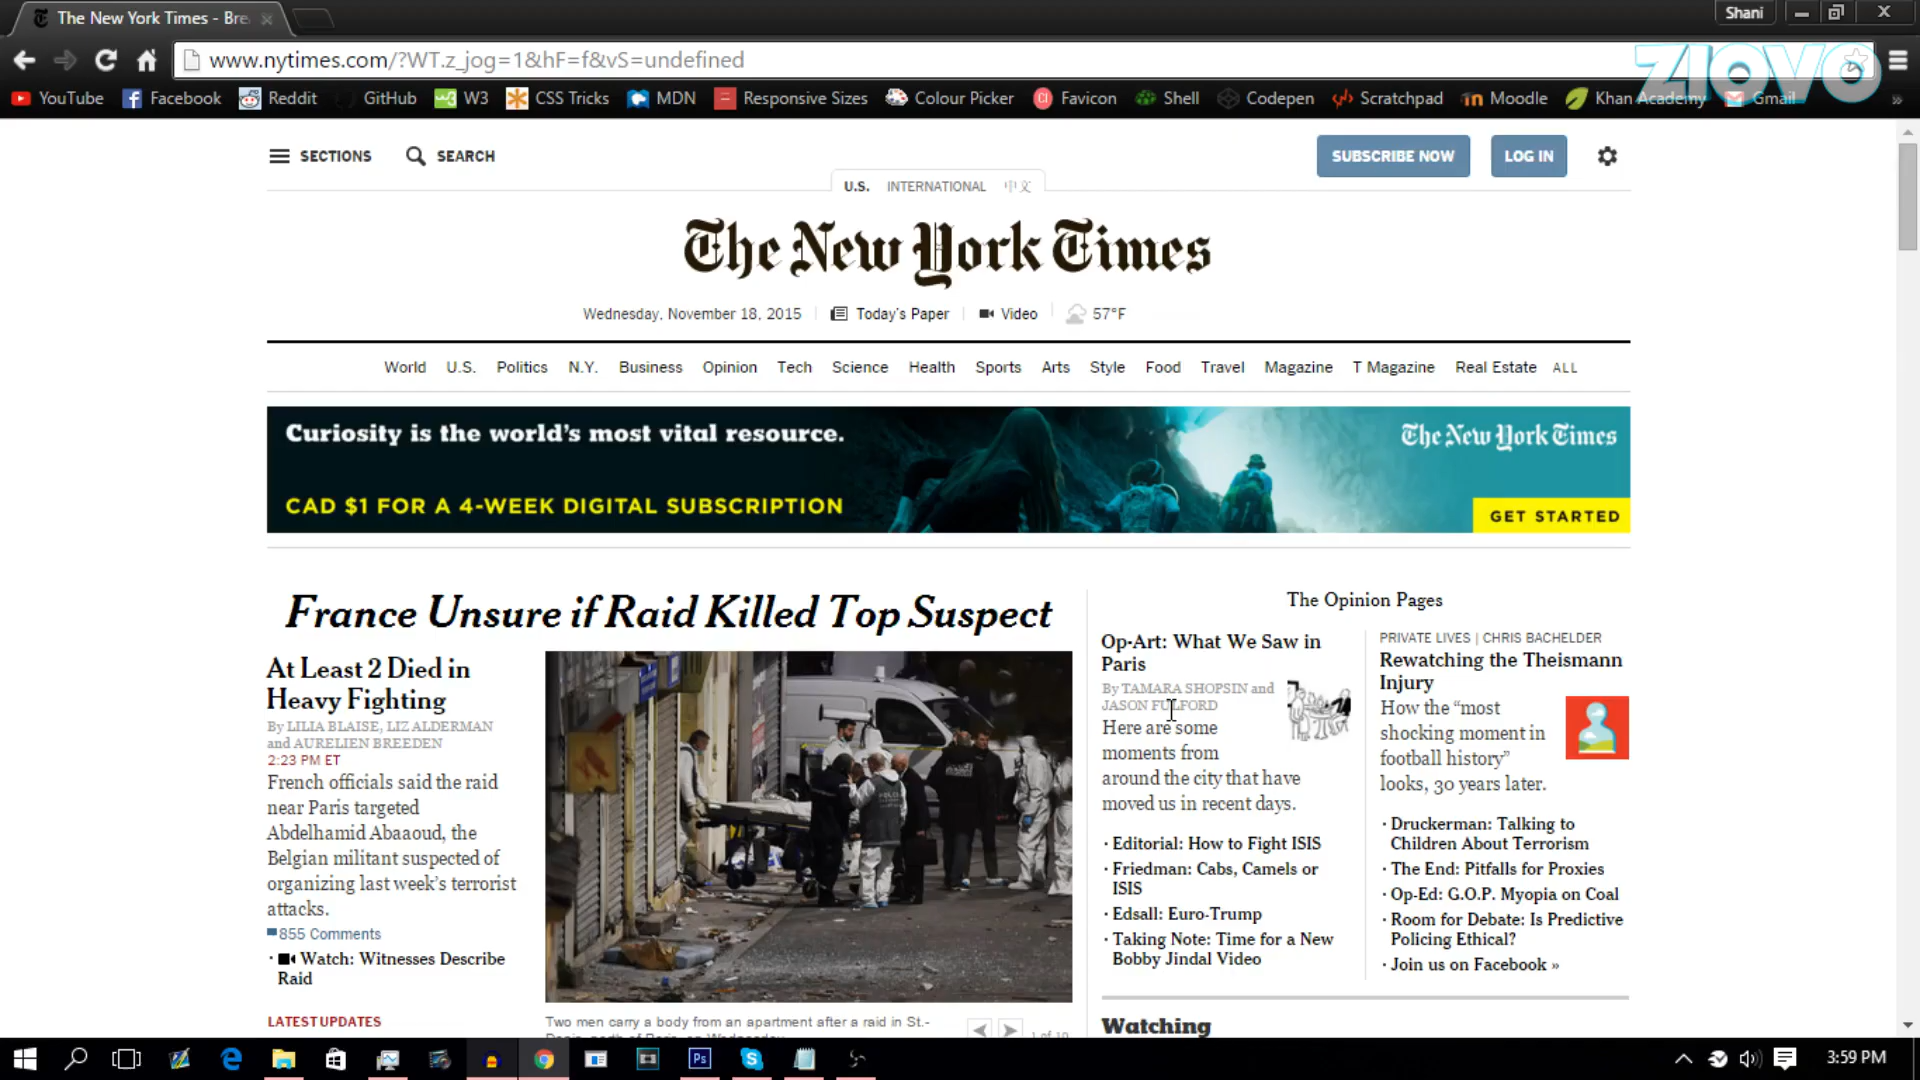 The New York Times - Bre
Shani
www.nytimes.com/?WT.z_jog=1&hF=f&vS=undefined
ZIOVO
YouTube Facebook Reddit GitHub W3 CSS Tricks MDN Responsive Sizes Colour Picker Favicon Shell Codepen Scratchpad Moodle Khan Academy Gmail »
SECTIONS SEARCH
SUBSCRIBE NOW LOG IN
U.S. INTERNATIONAL 中文
The New York Times
Wednesday, November 18, 2015 Today's Paper Video 57°F
World U.S. Politics N.Y. Business Opinion Tech Science Health Sports Arts Style Food Travel Magazine T Magazine Real Estate ALL
Curiosity is the world's most vital resource.
The New York Times
CAD $1 FOR A 4-WEEK DIGITAL SUBSCRIPTION
GET STARTED
France Unsure if Raid Killed Top Suspect
At Least 2 Died in
Heavy Fighting
By LILIA BLAISE, LIZ ALDERMAN
and AURELIEN BREEDEN
2:23 PM ET
French officials said the raid
near Paris targeted
Abdelhamid Abaaoud, the
Belgian militant suspected of
organizing last week's terrorist
attacks.
855 Comments
· Watch: Witnesses Describe
Raid
LATEST UPDATES
Two men carry a body from an apartment after a raid in St.-
1 of 10
The Opinion Pages
Op-Art: What We Saw in
Paris
By TAMARA SHOPSIN and
JASON FULFORD
Here are some
moments from
around the city that have
moved us in recent days.
· Editorial: How to Fight ISIS
· Friedman: Cabs, Camels or
ISIS
· Edsall: Euro-Trump
· Taking Note: Time for a New
Bobby Jindal Video
PRIVATE LIVES | CHRIS BACHELDER
Rewatching the Theismann
Injury
How the “most
shocking moment in
football history”
looks, 30 years later.
· Druckerman: Talking to
Children About Terrorism
· The End: Pitfalls for Proxies
· Op-Ed: G.O.P. Myopia on Coal
· Room for Debate: Is Predictive
Policing Ethical?
· Join us on Facebook »
Watching
Ps
3:59 PM